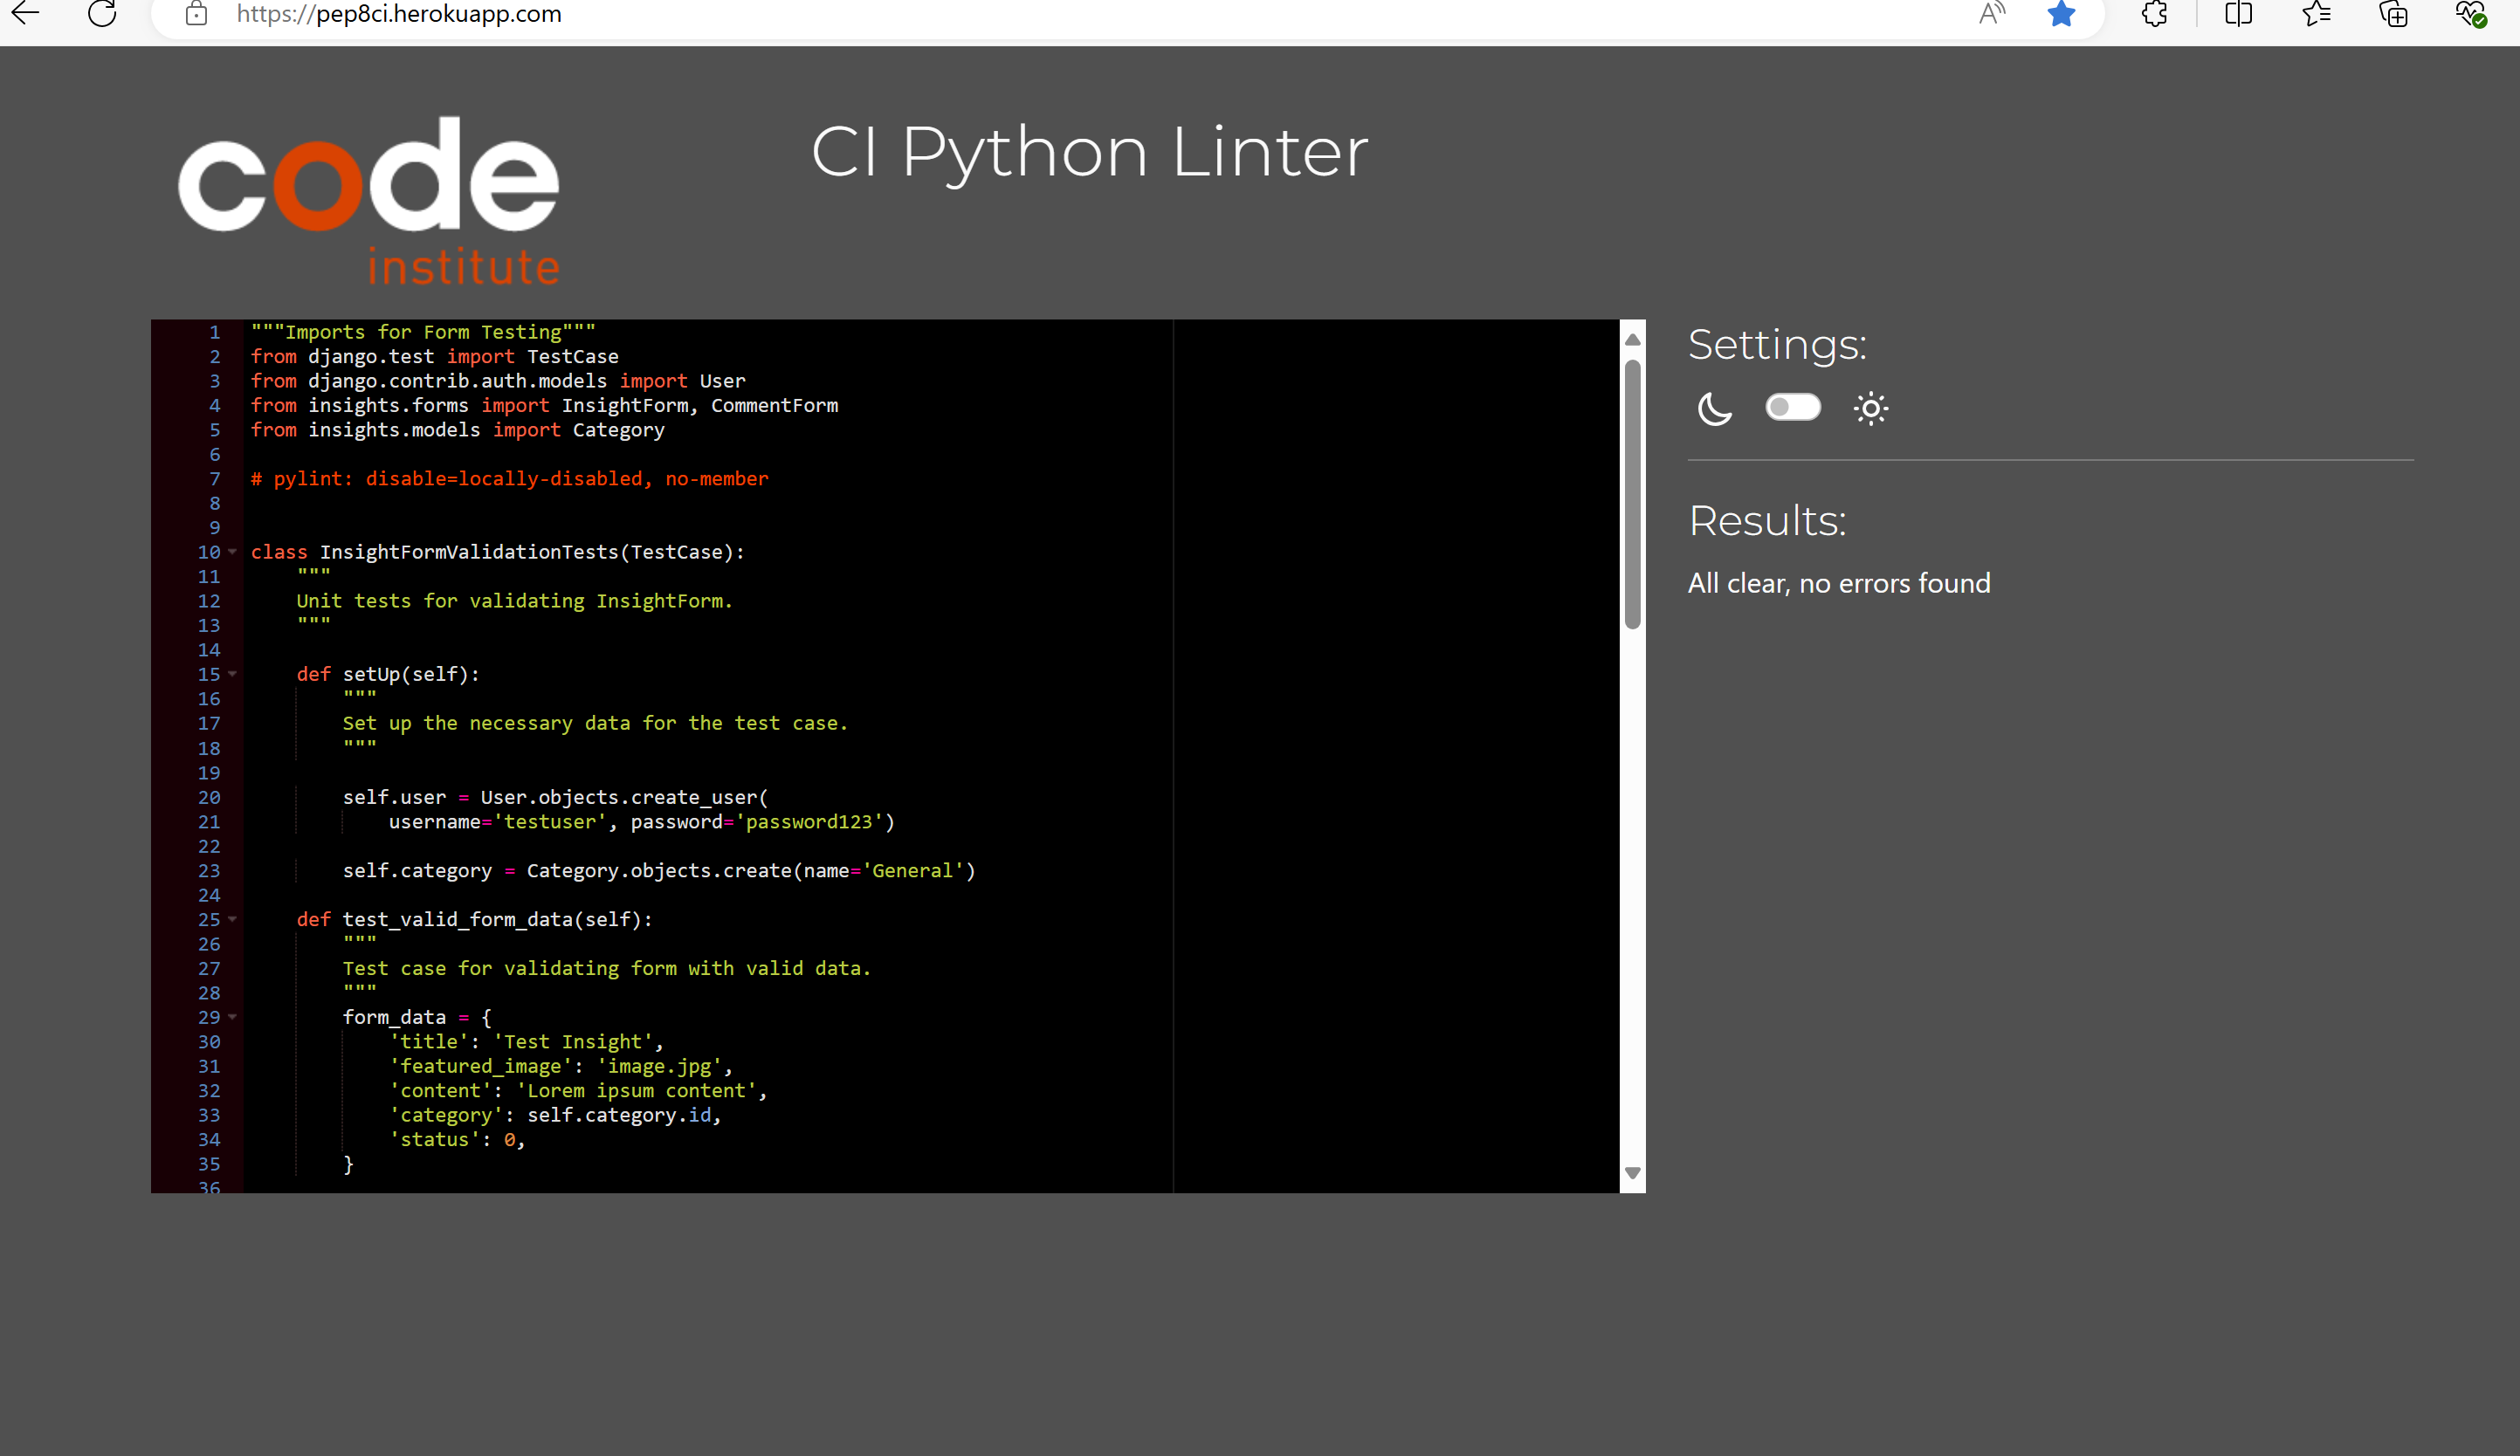 https://pep8ci.herokuapp.com
code
institute
CI Python Linter
1 """Imports for Form Testing"""
2 from django.test import TestCase
3 from django.contrib.auth.models import User
4 from insights.forms import InsightForm, CommentForm
5 from insights.models import Category
6
7 # pylint: disable=locally-disabled, no-member
8
9
10 class InsightFormValidationTests(TestCase):
11     """
12     Unit tests for validating InsightForm.
13     """
14
15     def setUp(self):
16         """
17         Set up the necessary data for the test case.
18         """
19
20         self.user = User.objects.create_user(
21             username='testuser', password='password123')
22
23         self.category = Category.objects.create(name='General')
24
25     def test_valid_form_data(self):
26         """
27         Test case for validating form with valid data.
28         """
29         form_data = {
30             'title': 'Test Insight',
31             'featured_image': 'image.jpg',
32             'content': 'Lorem ipsum content',
33             'category': self.category.id,
34             'status': 0,
35         }
36
Settings:
Results:
All clear, no errors found